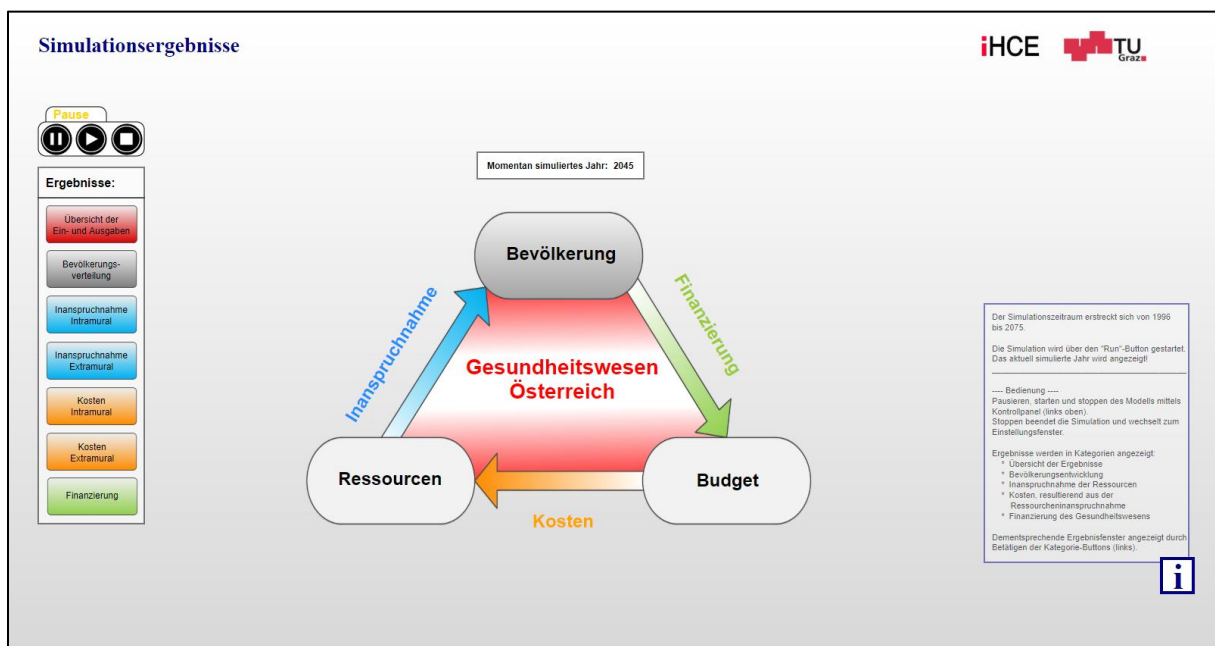 Simulationsergebnisse
iHCE
TU
Graz
Pause
Ergebnisse:
Übersicht der
Ein- und Ausgaben
Bevölkerungs-
verteilung
Inanspruchnahme
Intramural
Inanspruchnahme
Extramural
Kosten
Intramural
Kosten
Extramural
Finanzierung
Momentan simuliertes Jahr: 2045
Bevölkerung
Inanspruchnahme
Finanzierung
Gesundheitswesen
Österreich
Ressourcen
Budget
Kosten
Der Simulationszeitraum erstreckt sich von 1996
bis 2075.
Die Simulation wird über den "Run"-Button gestartet.
Das aktuell simulierte Jahr wird angezeigt!
---- Bedienung ----
Pausieren, starten und stoppen des Modells mittels
Kontrollpanel (links oben).
Stoppen beendet die Simulation und wechselt zum
Einstellungsfenster.
Ergebnisse werden in Kategorien angezeigt:
* Übersicht der Ergebnisse
* Bevölkerungsentwicklung
* Inanspruchnahme der Ressourcen
* Kosten, resultierend aus der
Ressourceninanspruchnahme
* Finanzierung des Gesundheitswesens
Dementsprechende Ergebnisfenster angezeigt durch
Betätigen der Kategorie-Buttons (links).
i